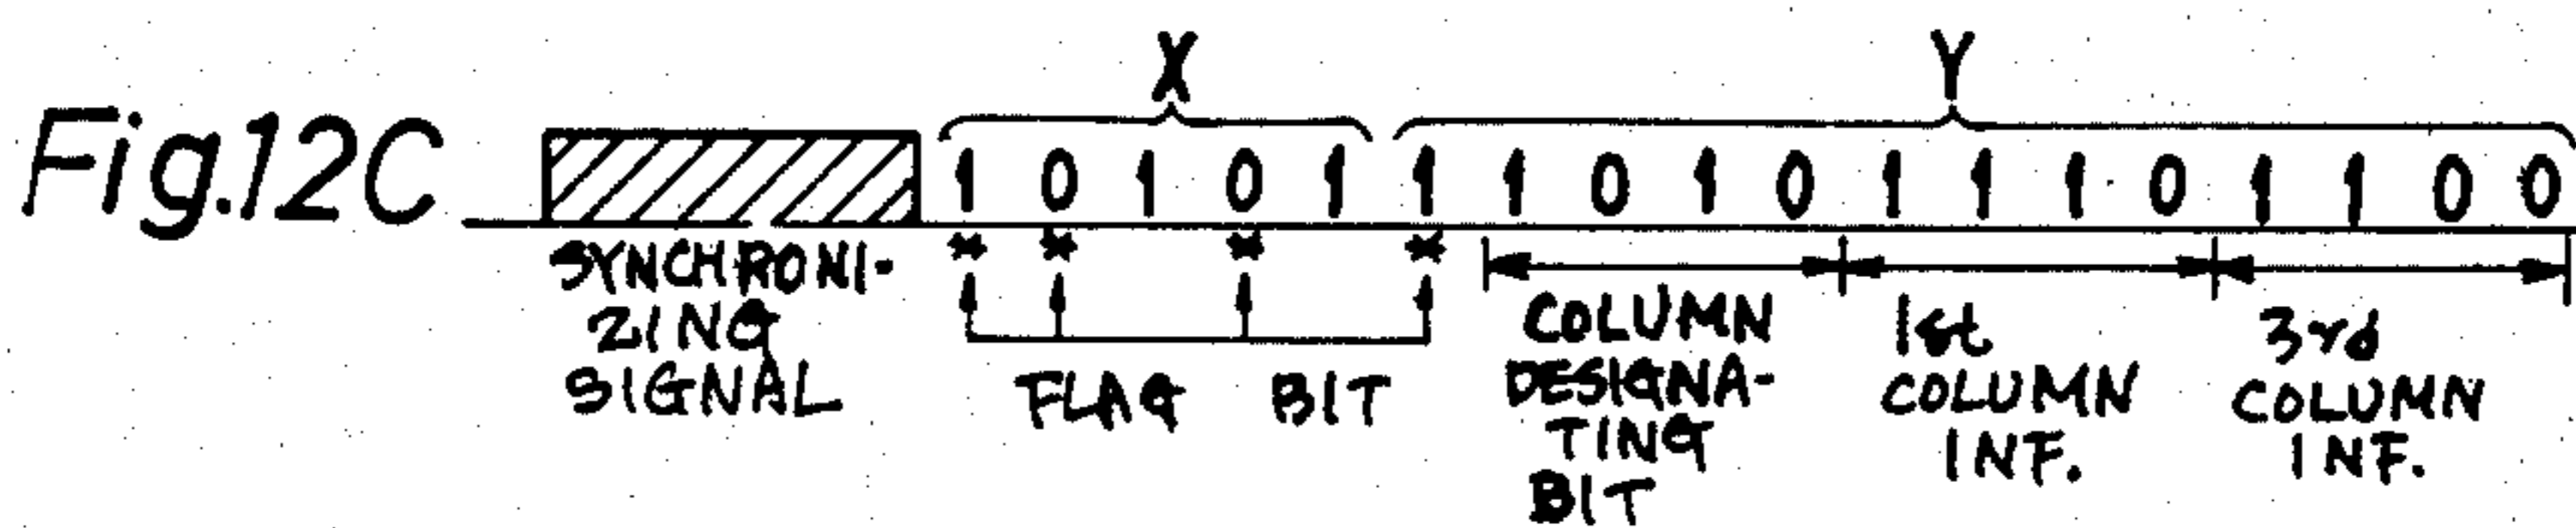 X Y
Fig.12C
1 0 1 0 1 1 1 0 1 0 1 1 1 0 1 1 0 0
* * * *
SYNCHRONI-
ZING
SIGNAL
FLAG BIT
COLUMN
DESIGNA-
TING
BIT
1st
COLUMN
INF.
3rd
COLUMN
INF.